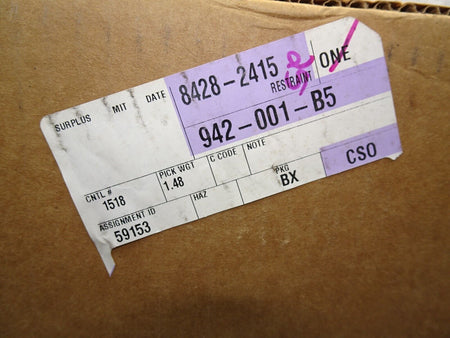 SURPLUS MIT DATE
8428-2415 ONE
RESTRAINT
942-001-B5
CNTL # PICK WGT C CODE NOTE
1518 1.48
ASSIGNMENT ID HAZ PKG CSO
59153 BX